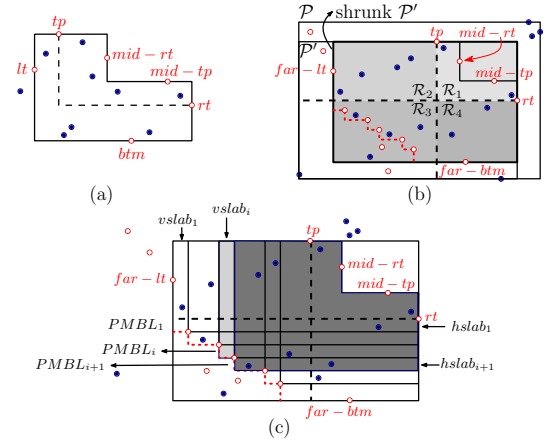 P
shrunk P′
tp
tp
P′
mid−rt
mid−rt
far−lt
lt
mid−tp
mid−tp
R₂ R₁
rt
rt
R₃ R₄
btm
far−btm
(a)
(b)
vslab₁ vslabᵢ
tp
mid−rt
far−lt
mid−tp
PMBL₁
rt
hslab₁
PMBLᵢ
PMBLᵢ₊₁
hslabᵢ₊₁
far−btm
(c)